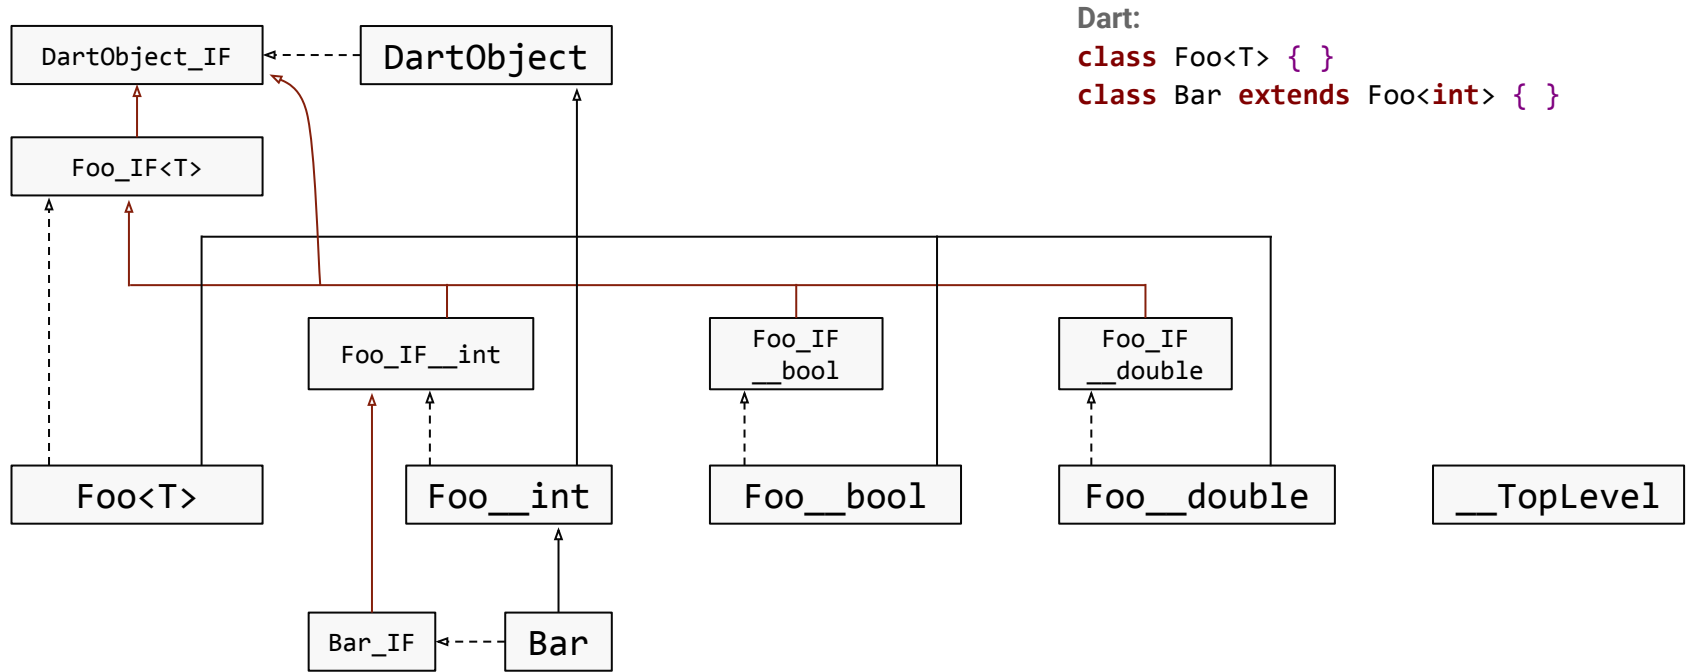 Dart:
class Foo<T> { }
class Bar extends Foo<int> { }
DartObject_IF
DartObject
Foo_IF<T>
Foo_IF__int
Foo_IF
__bool
Foo_IF
__double
Foo<T>
Foo__int
Foo__bool
Foo__double
__TopLevel
Bar_IF
Bar